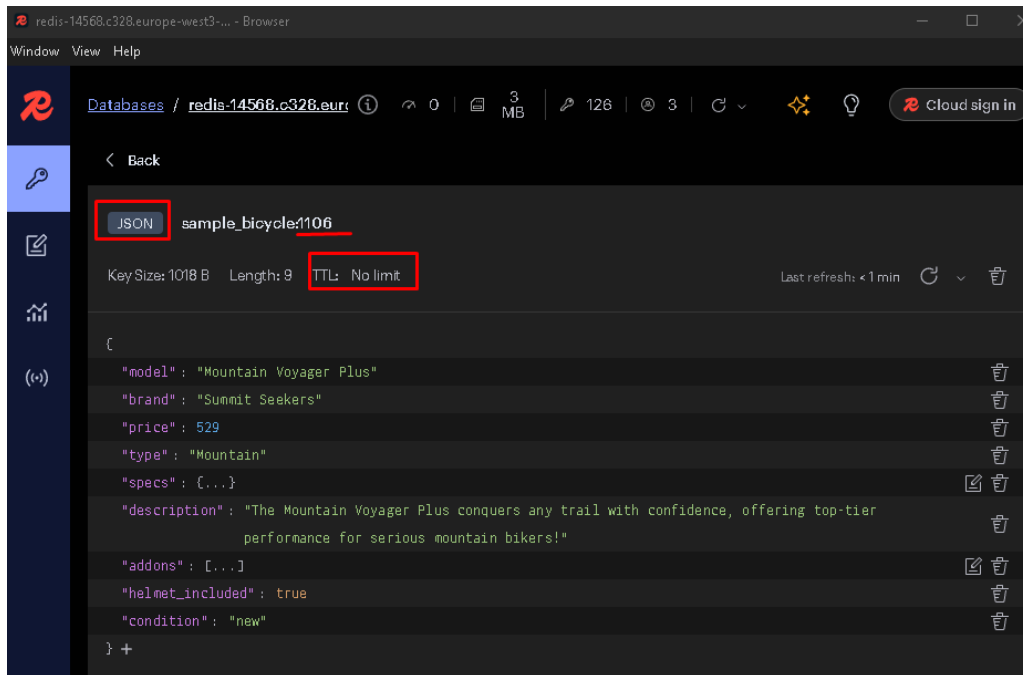 redis-14568.c328.europe-west3-... - Browser
Window View Help
Databases / redis-14568.c328.eur 0 3 MB 126 3 Cloud sign in
Back
JSON sample_bicycle:1106
Key Size: 1018 B Length: 9 TTL: No limit Last refresh: < 1 min
{
"model" : "Mountain Voyager Plus"
"brand" : "Summit Seekers"
"price" : 529
"type" : "Mountain"
"specs" : {...}
"description" : "The Mountain Voyager Plus conquers any trail with confidence, offering top-tier
performance for serious mountain bikers!"
"addons" : [...]
"helmet_included" : true
"condition" : "new"
} +